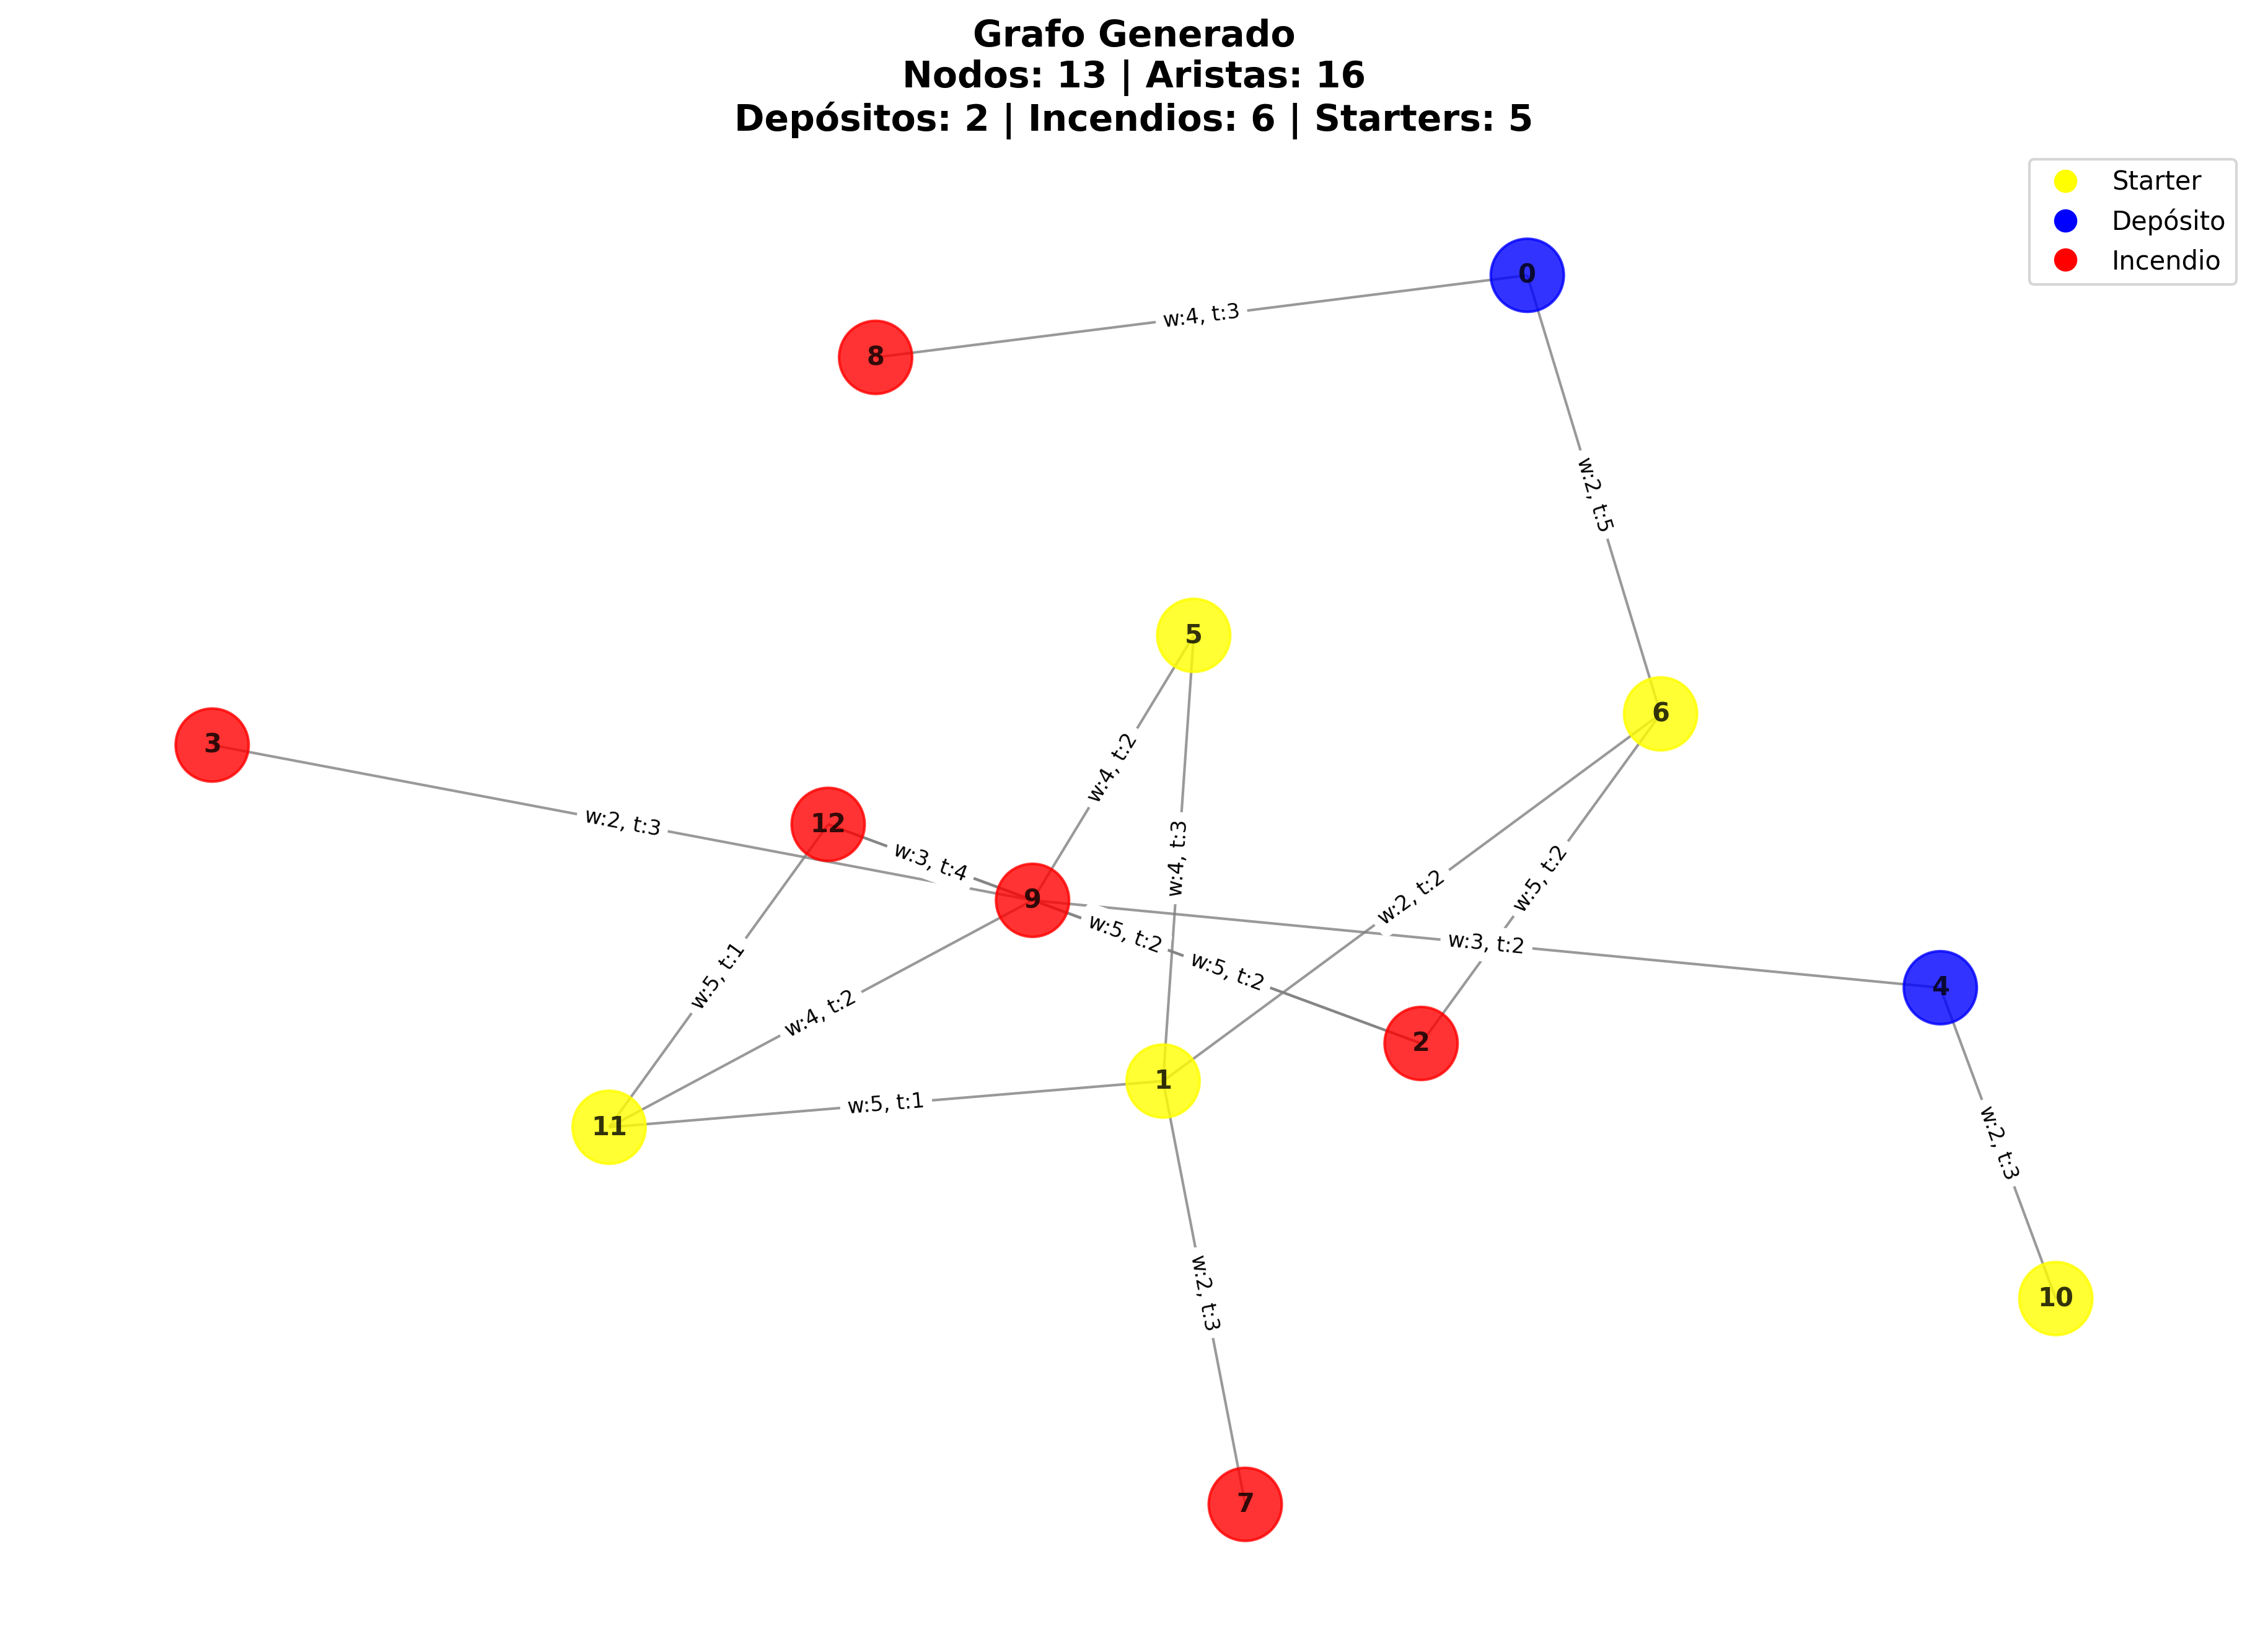 Grafo Generado
Nodos: 13 | Aristas: 16
Depósitos: 2 | Incendios: 6 | Starters: 5
Starter
Depósito
Incendio
0
w:4, t:3
8
w:2, t:5
5
6
3
w:4, t:2
w:2, t:3
12
w:4, t:3
w:3, t:4
w:5, t:2
w:2, t:2
9
w:5, t:2
w:3, t:2
w:5, t:2
w:5, t:1
4
w:4, t:2
2
1
w:5, t:1
11
w:2, t:3
w:2, t:3
10
7